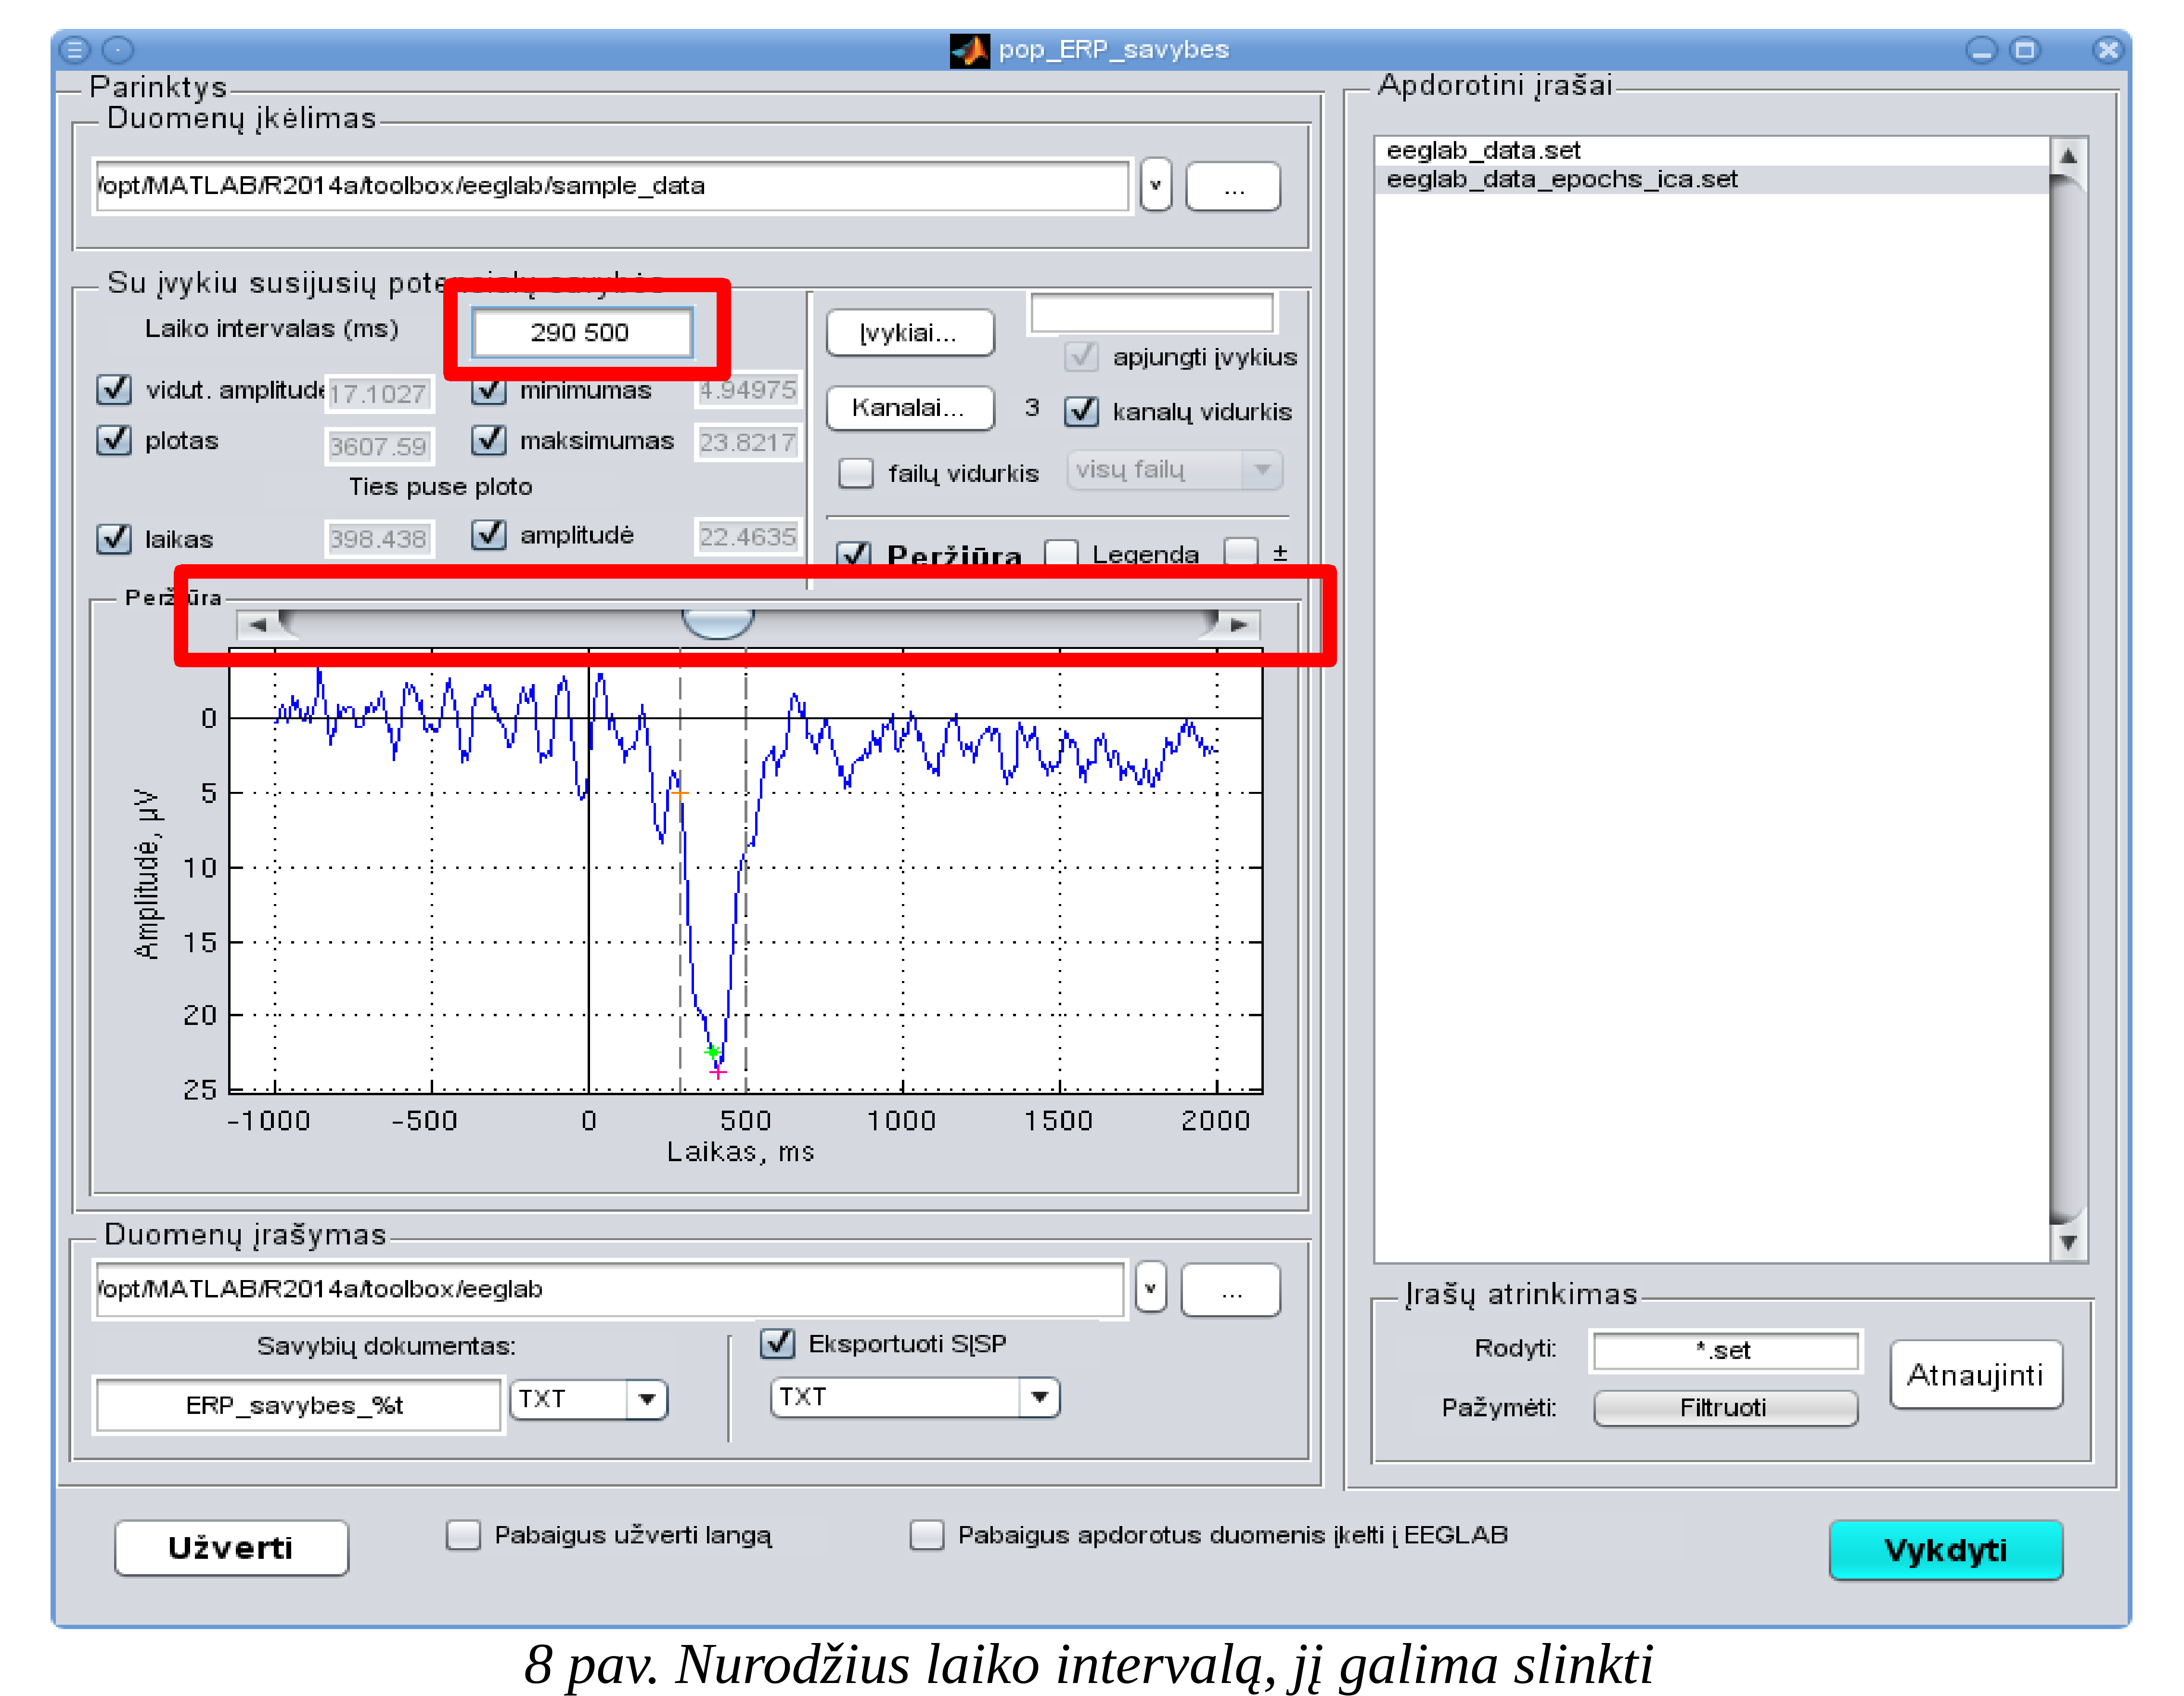 pop_ERP_savybes
Parinktys
Duomenų įkėlimas
/opt/MATLAB/R2014a/toolbox/eeglab/sample_data
v
...
Su įvykiu susijusių potencialų savybės
Laiko intervalas (ms)
290 500
vidut. amplitudė
17.1027
minimumas
4.94975
plotas
3607.59
maksimumas
23.8217
Ties puse ploto
laikas
398.438
amplitudė
22.4635
Įvykiai...
apjungti įvykius
Kanalai...
3
kanalų vidurkis
failų vidurkis
visų failų
Peržiūra
Legenda
±
Peržiūra
0
5
10
15
20
25
Amplitudė, µV
-1000
-500
0
500
1000
1500
2000
Laikas, ms
Duomenų įrašymas
/opt/MATLAB/R2014a/toolbox/eeglab
v
...
Savybių dokumentas:
ERP_savybes_%t
TXT
Eksportuoti SĮSP
TXT
Apdorotini įrašai
eeglab_data.set
eeglab_data_epochs_ica.set
Įrašų atrinkimas
Rodyti:
*.set
Pažymėti:
Filtruoti
Atnaujinti
Užverti
Pabaigus užverti langą
Pabaigus apdorotus duomenis įkelti į EEGLAB
Vykdyti
8 pav. Nurodžius laiko intervalą, jį galima slinkti